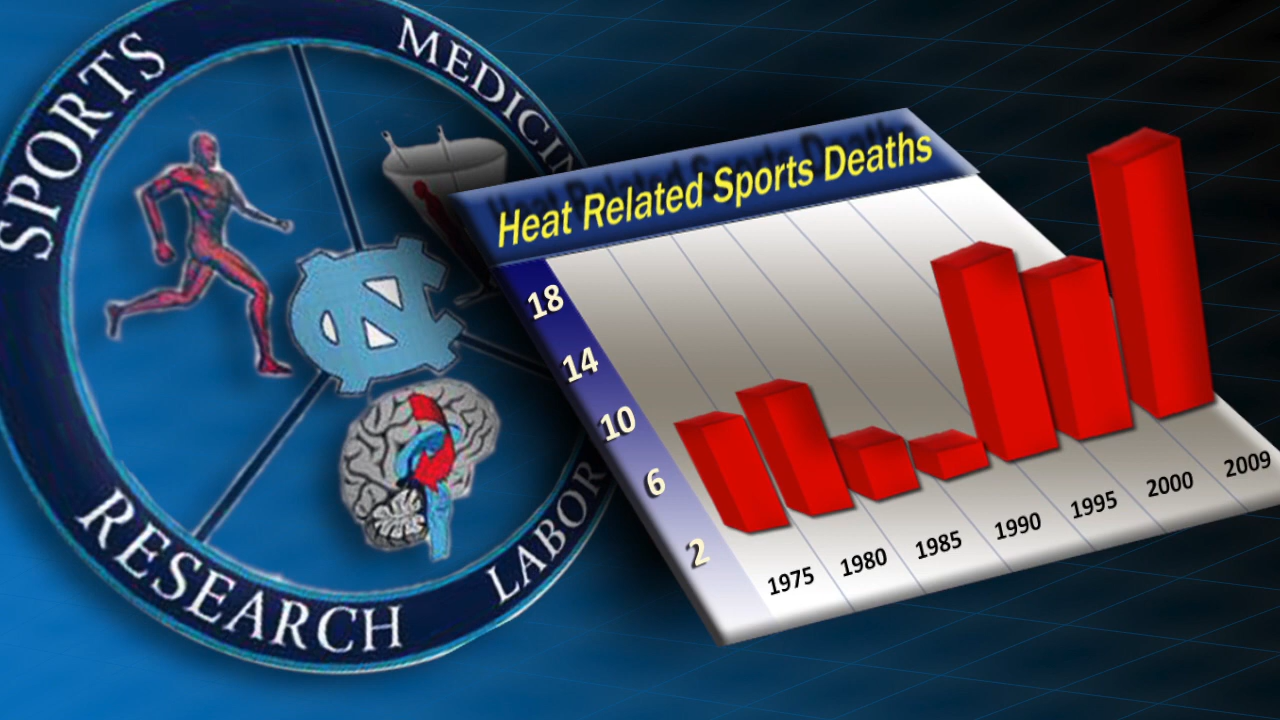 SPORTS
MEDICIN
RESEARCH
LABOR
NC
Heat Related Sports Deaths
18
14
10
6
2
1975
1980
1985
1990
1995
2000
2009